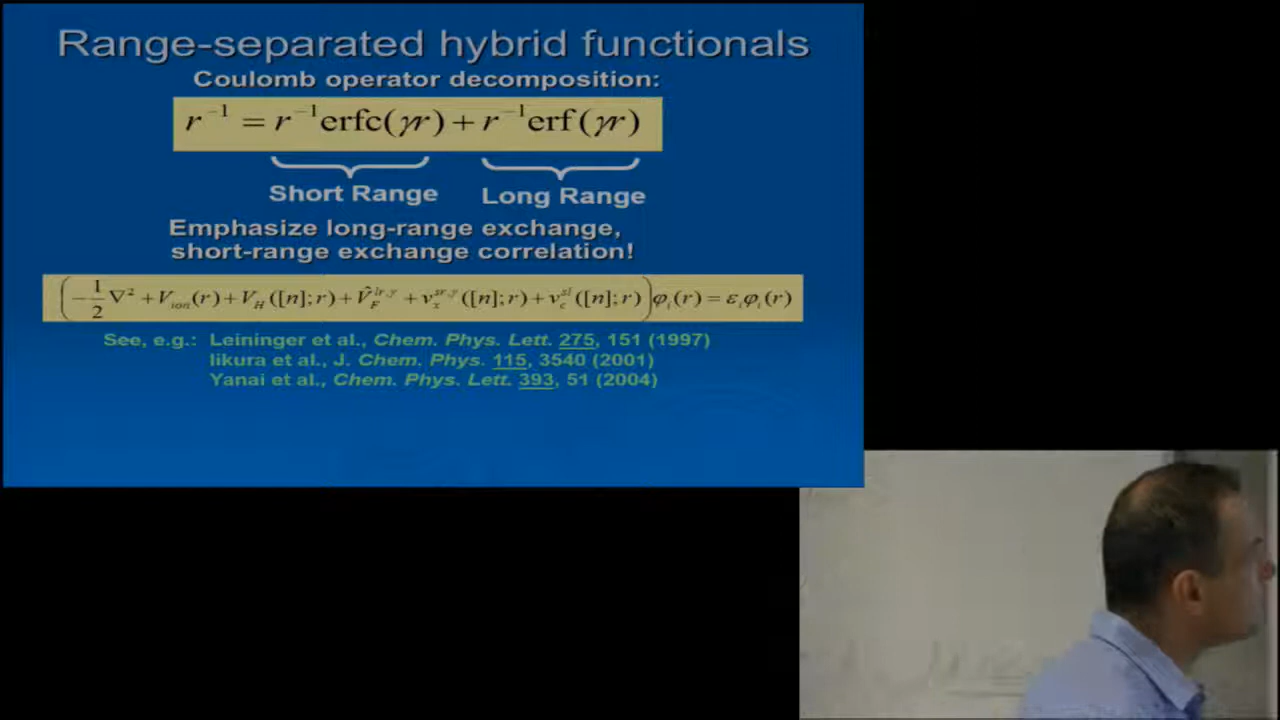 Range-separated hybrid functionals
Coulomb operator decomposition:
r⁻¹ = r⁻¹erfc(γr) + r⁻¹erf(γr)
Short Range Long Range
Emphasize long-range exchange,
short-range exchange correlation!
(-1/2 ∇² + V_ion(r) + V_H([n];r) + V̂_F^{lr,γ} + v_x^{sr,γ}([n];r) + v_c^{sl}([n];r))φ_i(r) = ε_iφ_i(r)
See, e.g.: Leininger et al., Chem. Phys. Lett. 275, 151 (1997)
Iikura et al., J. Chem. Phys. 115, 3540 (2001)
Yanai et al., Chem. Phys. Lett. 393, 51 (2004)